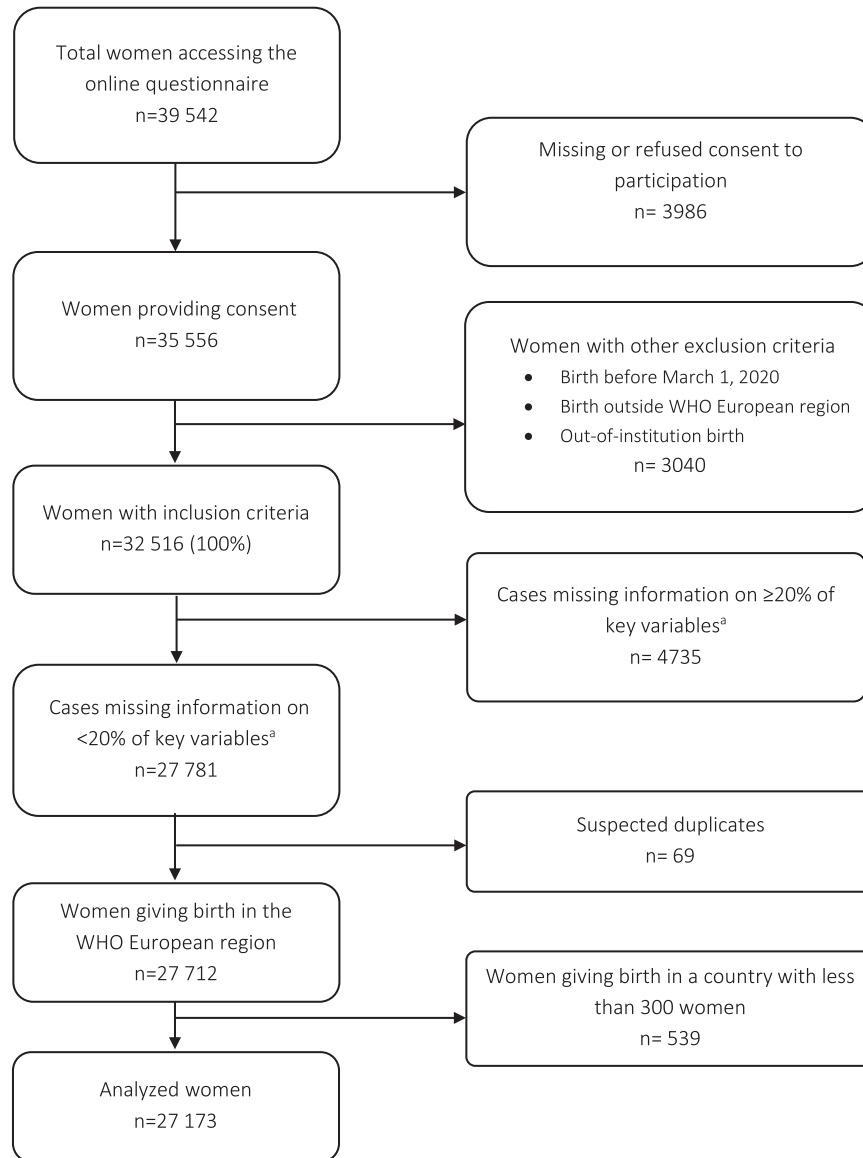 Total women accessing the
online questionnaire
n=39 542
Missing or refused consent to
participation
n= 3986
Women providing consent
n=35 556
Women with other exclusion criteria
• Birth before March 1, 2020
• Birth outside WHO European region
• Out-of-institution birth
n= 3040
Women with inclusion criteria
n=32 516 (100%)
Cases missing information on ≥20% of
key variablesᵃ
n= 4735
Cases missing information on
<20% of key variablesᵃ
n=27 781
Suspected duplicates
n= 69
Women giving birth in the
WHO European region
n=27 712
Women giving birth in a country with less
than 300 women
n= 539
Analyzed women
n=27 173